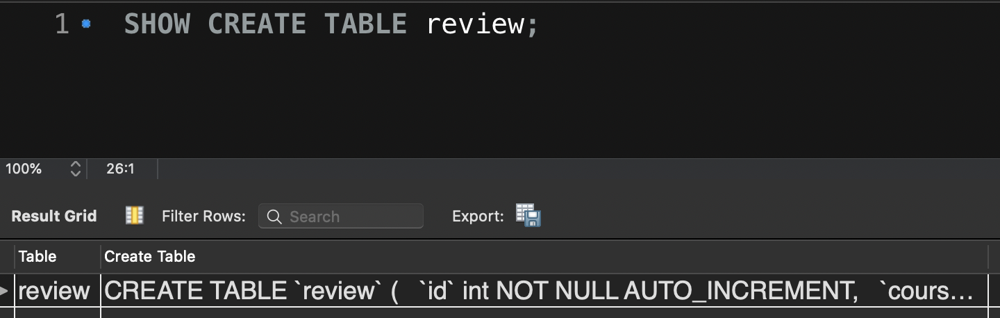 1 SHOW CREATE TABLE review;
100% 26:1
Result Grid Filter Rows: Search Export:
Table Create Table
review CREATE TABLE `review` (   `id` int NOT NULL AUTO_INCREMENT,   `cours...